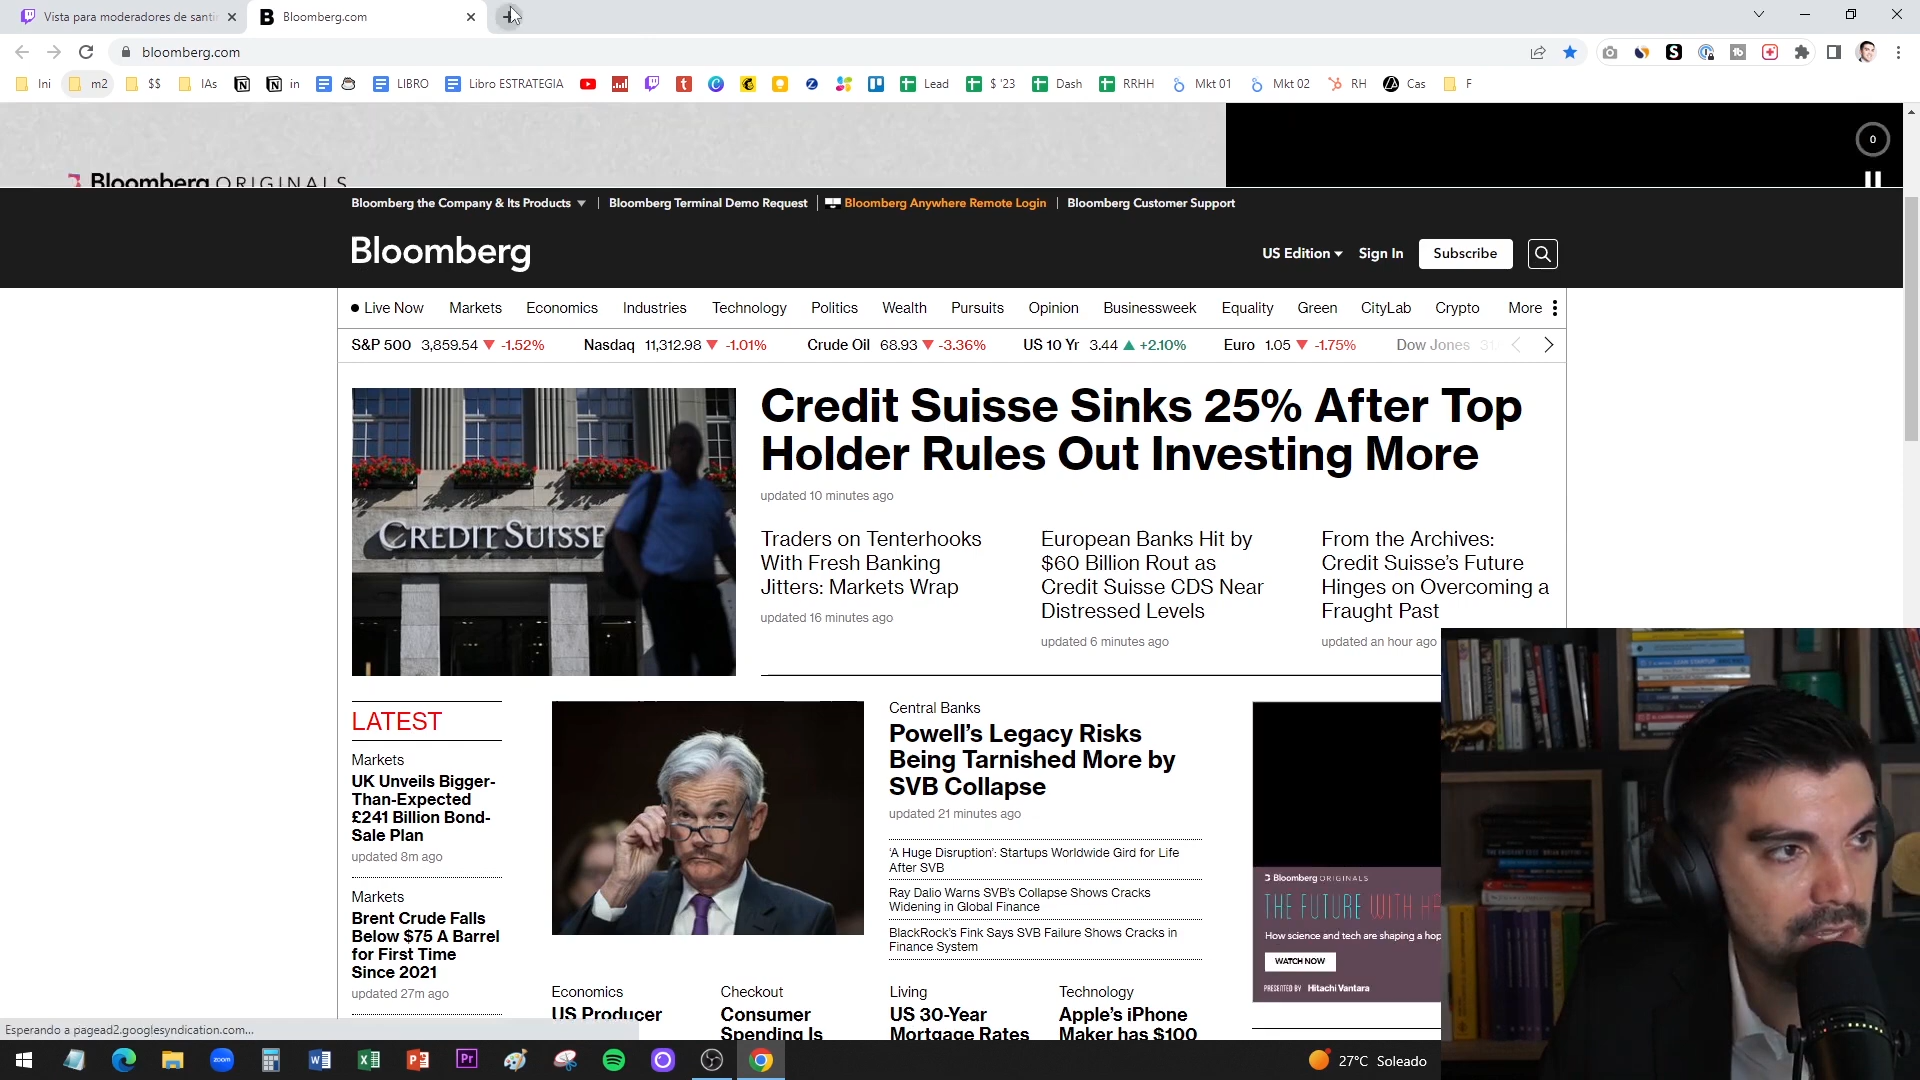 Vista para moderadores de santi
Bloomberg.com
bloomberg.com
Ini
m2
$$
IAs
in
LIBRO
Libro ESTRATEGIA
Lead
$ '23
Dash
RRHH
Mkt 01
Mkt 02
RH
Cas
F
Bloomberg ORIGINALS
0
Bloomberg the Company & Its Products
Bloomberg Terminal Demo Request
Bloomberg Anywhere Remote Login
Bloomberg Customer Support
Bloomberg
US Edition
Sign In
Subscribe
Live Now
Markets
Economics
Industries
Technology
Politics
Wealth
Pursuits
Opinion
Businessweek
Equality
Green
CityLab
Crypto
More
S&P 500 3,859.54 ▼ -1.52%
Nasdaq 11,312.98 ▼ -1.01%
Crude Oil 68.93 ▼ -3.36%
US 10 Yr 3.44 ▲ +2.10%
Euro 1.05 ▼ -1.75%
Dow Jones
CREDIT SUISSE
Credit Suisse Sinks 25% After Top
Holder Rules Out Investing More
updated 10 minutes ago
Traders on Tenterhooks
With Fresh Banking
Jitters: Markets Wrap
updated 16 minutes ago
European Banks Hit by
$60 Billion Rout as
Credit Suisse CDS Near
Distressed Levels
updated 6 minutes ago
From the Archives:
Credit Suisse's Future
Hinges on Overcoming a
Fraught Past
updated an hour ago
LATEST
Markets
UK Unveils Bigger-
Than-Expected
£241 Billion Bond-
Sale Plan
updated 8m ago
Markets
Brent Crude Falls
Below $75 A Barrel
for First Time
Since 2021
updated 27m ago
Central Banks
Powell's Legacy Risks
Being Tarnished More by
SVB Collapse
updated 21 minutes ago
'A Huge Disruption': Startups Worldwide Gird for Life
After SVB
Ray Dalio Warns SVB's Collapse Shows Cracks
Widening in Global Finance
BlackRock's Fink Says SVB Failure Shows Cracks in
Finance System
Economics
US Producer
Checkout
Consumer
Spending Is
Living
US 30-Year
Mortgage Rates
Technology
Apple's iPhone
Maker has $100
Bloomberg ORIGINALS
THE FUTURE WITH HA
How science and tech are shaping a hop
WATCH NOW
PRESENTED BY Hitachi Vantara
Esperando a pagead2.googlesyndication.com...
zoom
27°C Soleado